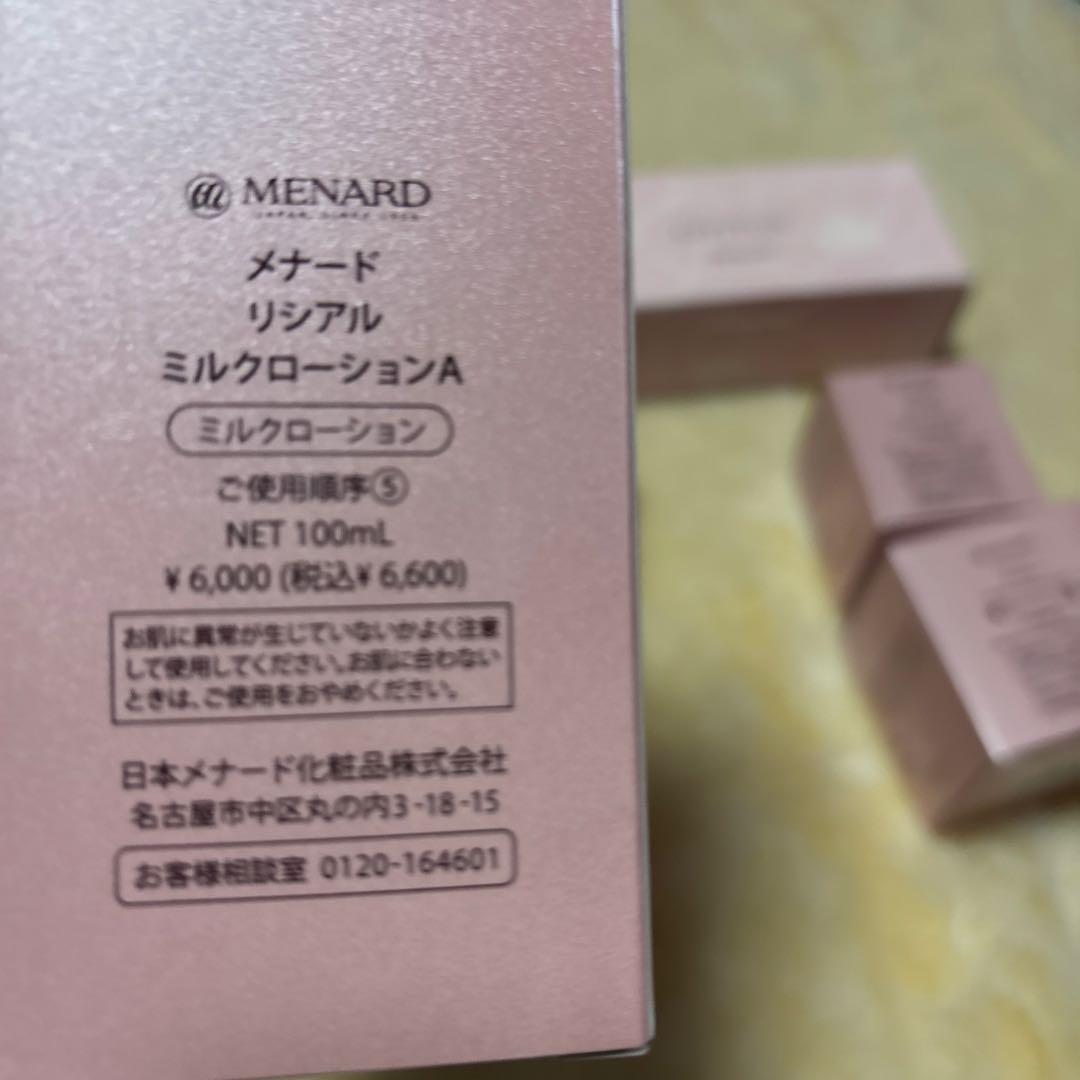 MENARD
メナード
リシアル
ミルクローションA
ミルクローション
ご使用順序⑤
NET 100mL
¥6,000 (税込¥6,600)
お肌に異常が生じていないかよく注意
して使用してください。お肌に合わない
ときは、ご使用をおやめください。
日本メナード化粧品株式会社
名古屋市中区丸の内3-18-15
お客様相談室 0120-164601